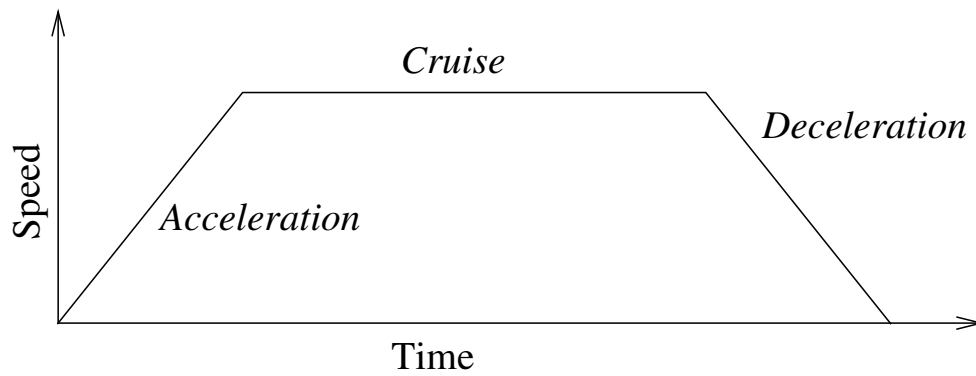 Cruise
Deceleration
Speed
Acceleration
Time